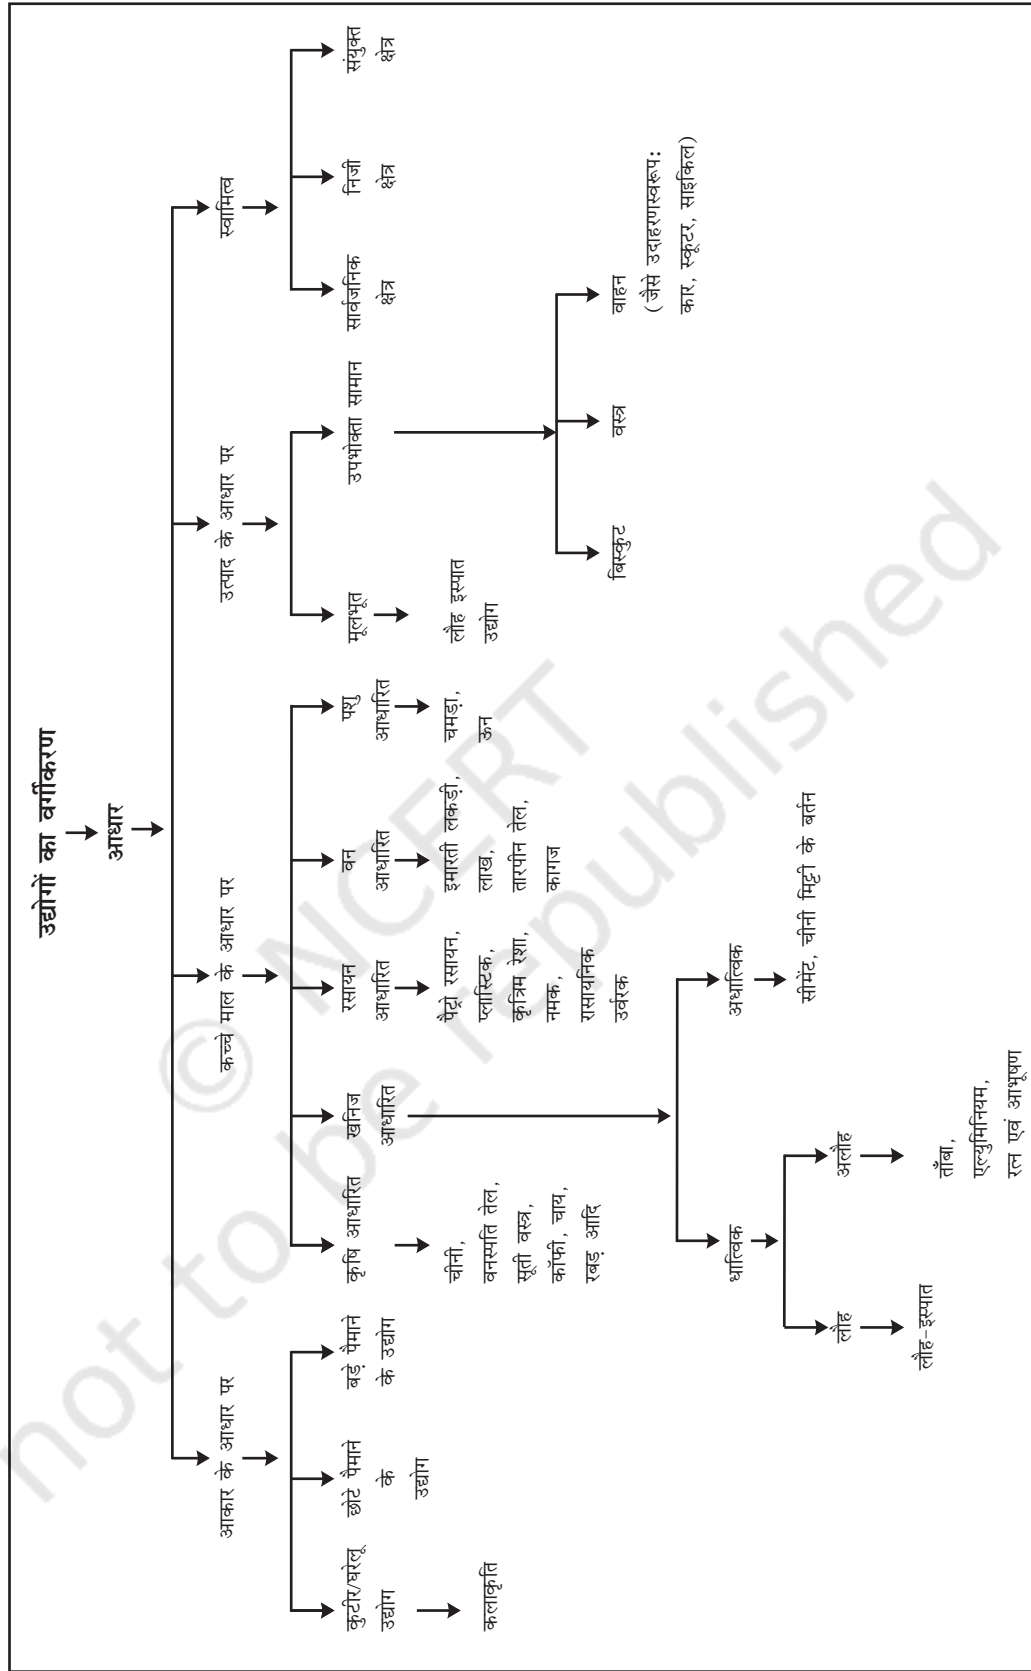 उद्योगों का वर्गीकरण
आधार
आकार के आधार पर
कच्चे माल के आधार पर
उत्पाद के आधार पर
स्वामित्व
कुटीर/घरेलू
उद्योग
कलाकृति
छोटे पैमाने
के
उद्योग
बड़े पैमाने
के उद्योग
कृषि आधारित
चीनी,
वनस्पति तेल,
सूती वस्त्र,
कॉफी, चाय,
रबड़ आदि
खनिज
आधारित
धात्विक
लौह
लौह-इस्पात
अलौह
ताँबा,
एल्युमिनियम,
रत्न एवं आभूषण
अधात्विक
सीमेंट, चीनी मिट्टी के बर्तन
रसायन
आधारित
पैट्रो रसायन,
प्लास्टिक,
कृत्रिम रेशा,
नमक,
रासायनिक
उर्वरक
वन
आधारित
इमारती लकड़ी,
लाख,
तारपीन तेल,
कागज
पशु
आधारित
चमड़ा,
ऊन
मूलभूत
लौह इस्पात
उद्योग
उपभोक्ता सामान
बिस्कुट
वस्त्र
वाहन
(जैसे उदाहरणस्वरूप:
कार, स्कूटर, साइकिल)
सार्वजनिक
क्षेत्र
निजी
क्षेत्र
संयुक्त
क्षेत्र
© NCERT
not to be republished